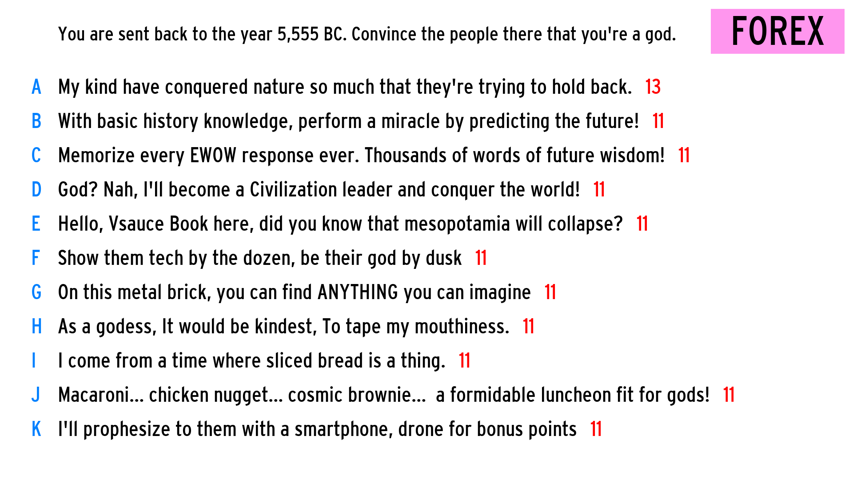 You are sent back to the year 5,555 BC. Convince the people there that you're a god.
FOREX
A My kind have conquered nature so much that they're trying to hold back. 13
B With basic history knowledge, perform a miracle by predicting the future! 11
C Memorize every EWOW response ever. Thousands of words of future wisdom! 11
D God? Nah, I'll become a Civilization leader and conquer the world! 11
E Hello, Vsauce Book here, did you know that mesopotamia will collapse? 11
F Show them tech by the dozen, be their god by dusk 11
G On this metal brick, you can find ANYTHING you can imagine 11
H As a godess, It would be kindest, To tape my mouthiness. 11
I I come from a time where sliced bread is a thing. 11
J Macaroni... chicken nugget... cosmic brownie... a formidable luncheon fit for gods! 11
K I'll prophesize to them with a smartphone, drone for bonus points 11